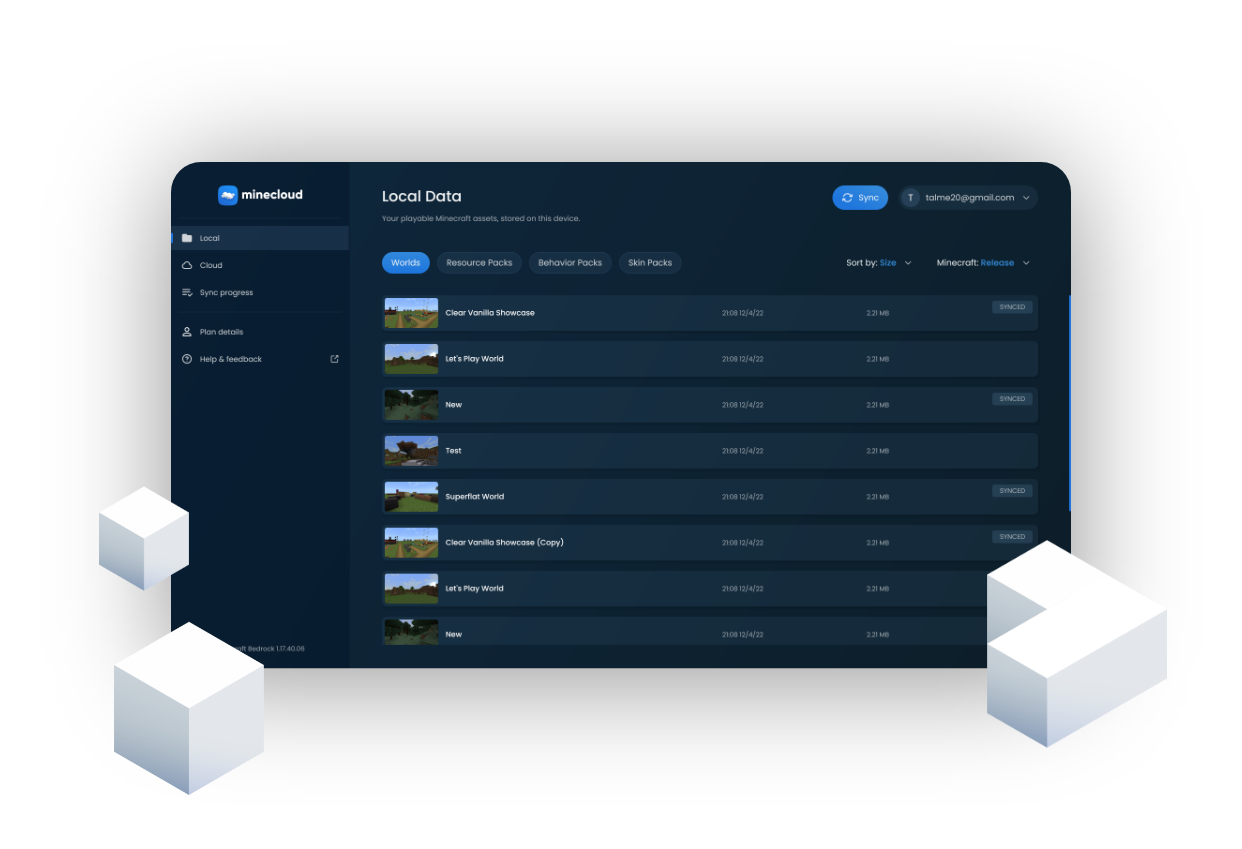 minecloud
Local
Cloud
Sync progress
Plan details
Help & feedback
Bedrock 1.17.40.06
Local Data
Your playable Minecraft assets, stored on this device.
Sync
T talme20@gmail.com
Worlds Resource Packs Behavior Packs Skin Packs Sort by: Size Minecraft: Release
Clear Vanilla Showcase 21:08 12/4/22 2.21 MB SYNCED
Let's Play World 21:08 12/4/22 2.21 MB
New 21:08 12/4/22 2.21 MB SYNCED
Test 21:08 12/4/22 2.21 MB
Superflat World 21:08 12/4/22 2.21 MB SYNCED
Clear Vanilla Showcase (Copy) 21:08 12/4/22 2.21 MB SYNCED
Let's Play World 21:08 12/4/22 2.21 MB
New 21:08 12/4/22 2.21 MB